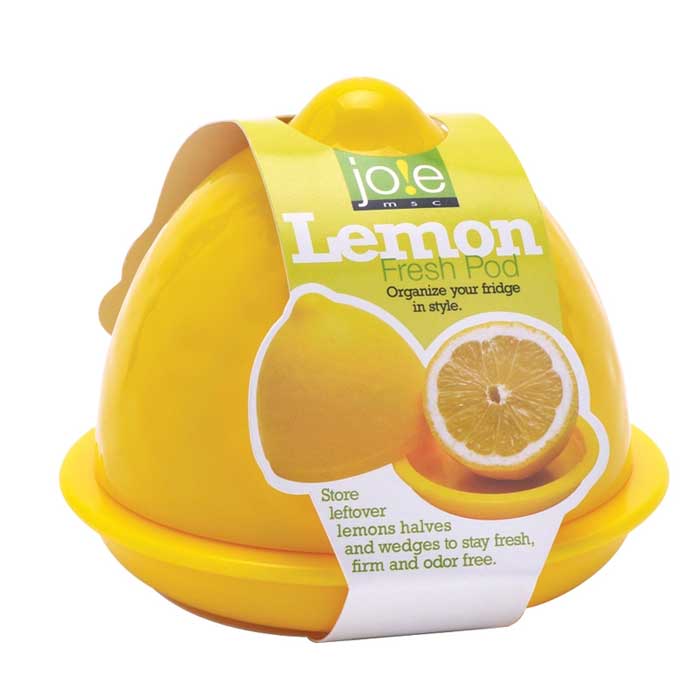 jo!e
msc
Lemon
Fresh Pod
Organize your fridge
in style.
Store
leftover
lemons halves
and wedges to stay fresh,
firm and odor free.